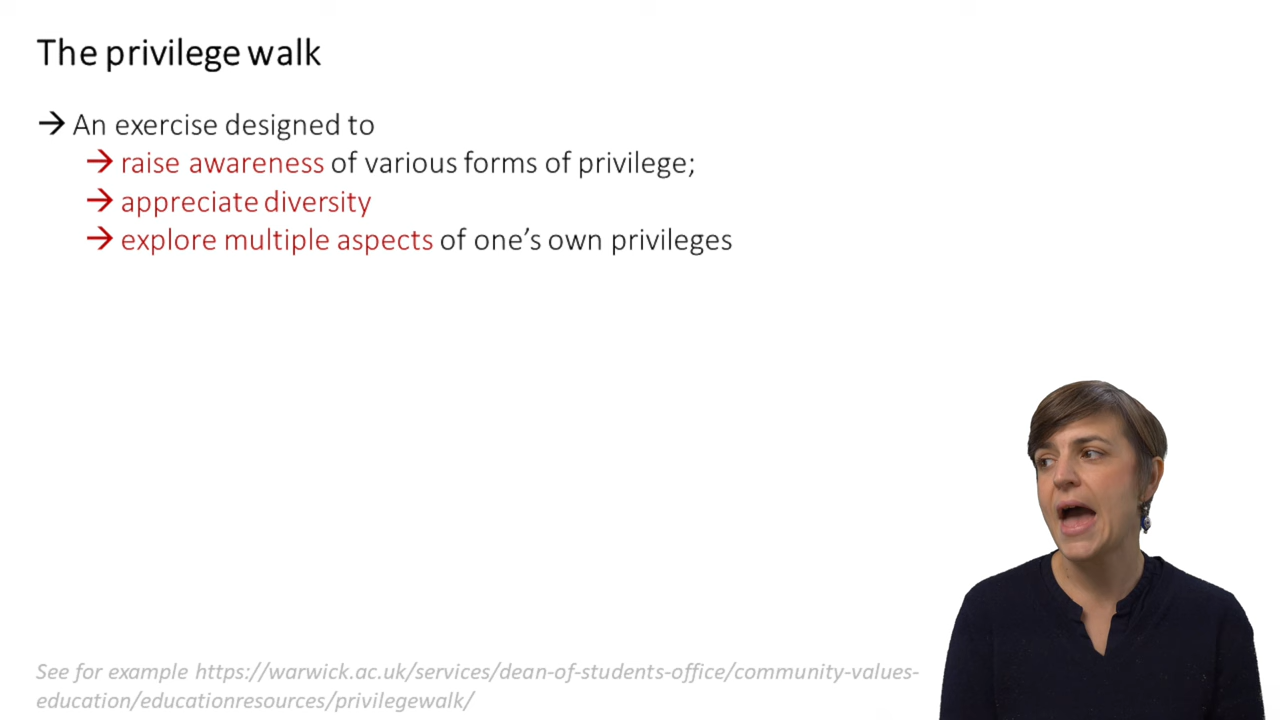 The privilege walk
→ An exercise designed to
→ raise awareness of various forms of privilege;
→ appreciate diversity
→ explore multiple aspects of one's own privileges
See for example https://warwick.ac.uk/services/dean-of-students-office/community-values-
education/educationresources/privilegewalk/